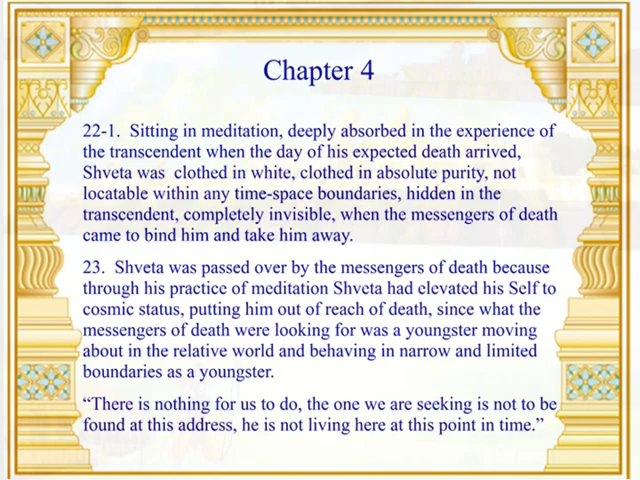 Chapter 4
22-1.  Sitting in meditation, deeply absorbed in the experience of
the transcendent when the day of his expected death arrived,
Shveta was  clothed in white, clothed in absolute purity, not
locatable within any time-space boundaries, hidden in the
transcendent, completely invisible, when the messengers of death
came to bind him and take him away.
23.  Shveta was passed over by the messengers of death because
through his practice of meditation Shveta had elevated his Self to
cosmic status, putting him out of reach of death, since what the
messengers of death were looking for was a youngster moving
about in the relative world and behaving in narrow and limited
boundaries as a youngster.
“There is nothing for us to do, the one we are seeking is not to be
found at this address, he is not living here at this point in time.”